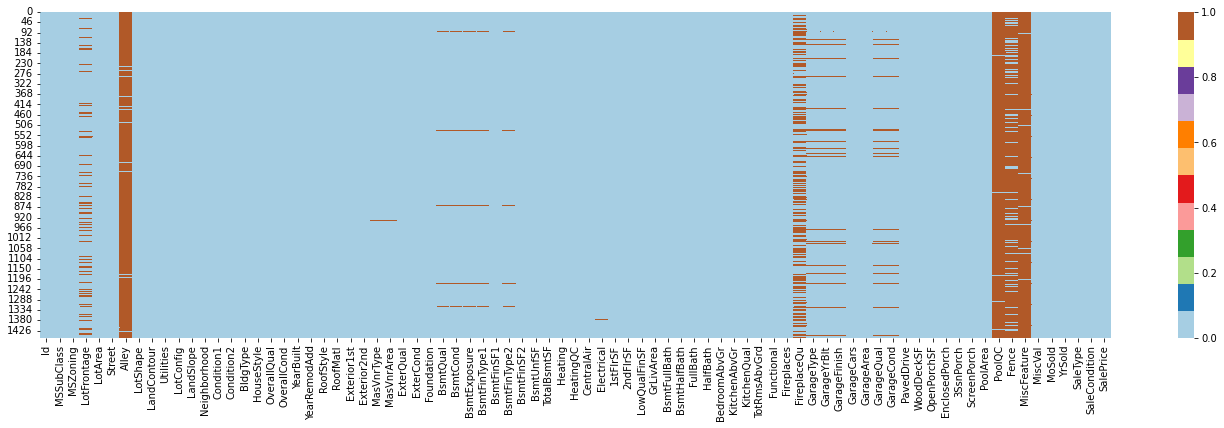 0
46
92
138
184
230
276
322
368
414
460
506
552
598
644
690
736
782
828
874
920
966
1012
1058
1104
1150
1196
1242
1288
1334
1380
1426
Id
MSSubClass
MSZoning
LotFrontage
LotArea
Street
Alley
LotShape
LandContour
Utilities
LotConfig
LandSlope
Neighborhood
Condition1
Condition2
BldgType
HouseStyle
OverallQual
OverallCond
YearBuilt
YearRemodAdd
RoofStyle
RoofMatl
Exterior1st
Exterior2nd
MasVnrType
MasVnrArea
ExterQual
ExterCond
Foundation
BsmtQual
BsmtCond
BsmtExposure
BsmtFinType1
BsmtFinSF1
BsmtFinType2
BsmtFinSF2
BsmtUnfSF
TotalBsmtSF
Heating
HeatingQC
CentralAir
Electrical
1stFlrSF
2ndFlrSF
LowQualFinSF
GrLivArea
BsmtFullBath
BsmtHalfBath
FullBath
HalfBath
BedroomAbvGr
KitchenAbvGr
KitchenQual
TotRmsAbvGrd
Functional
Fireplaces
FireplaceQu
GarageType
GarageYrBlt
GarageFinish
GarageCars
GarageArea
GarageQual
GarageCond
PavedDrive
WoodDeckSF
OpenPorchSF
EnclosedPorch
3SsnPorch
ScreenPorch
PoolArea
PoolQC
Fence
MiscFeature
MiscVal
MoSold
YrSold
SaleType
SaleCondition
SalePrice
1.0
0.8
0.6
0.4
0.2
0.0